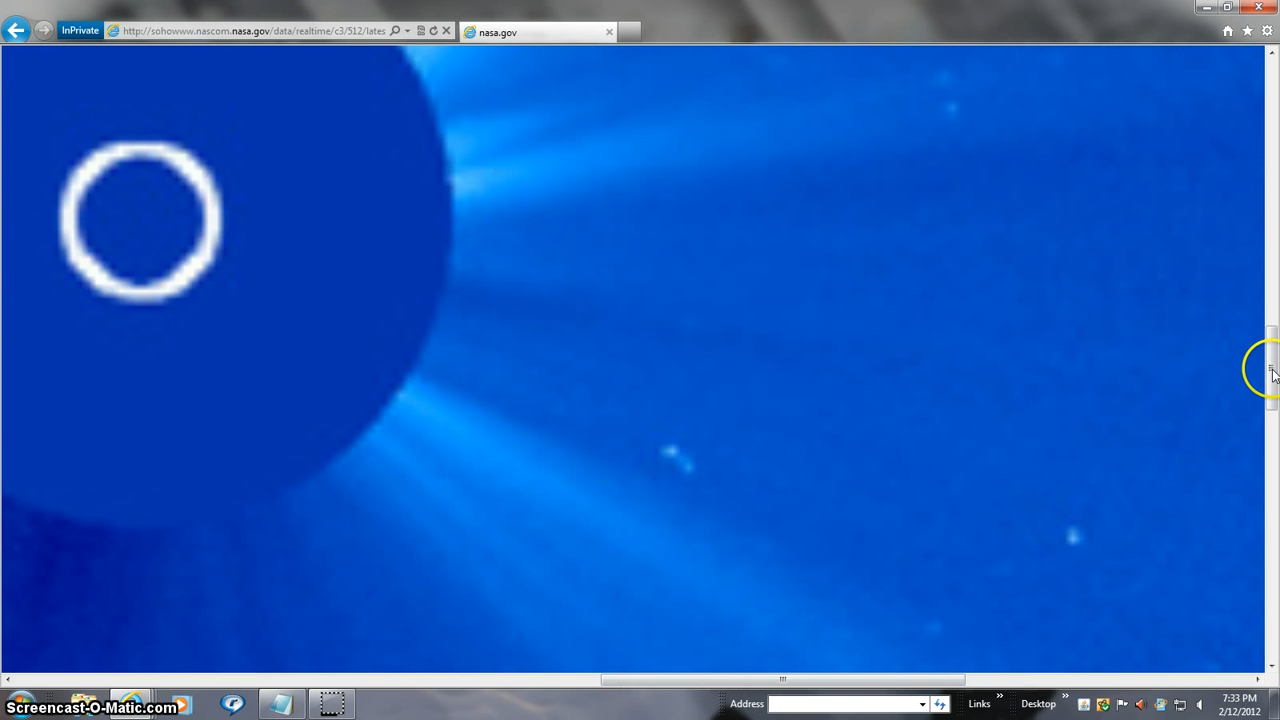 InPrivate
http://sohowww.nascom.nasa.gov/data/realtime/c3/512/lates
nasa.gov
Address
Links
Desktop
7:33 PM
2/12/2012
Screencast-O-Matic.com